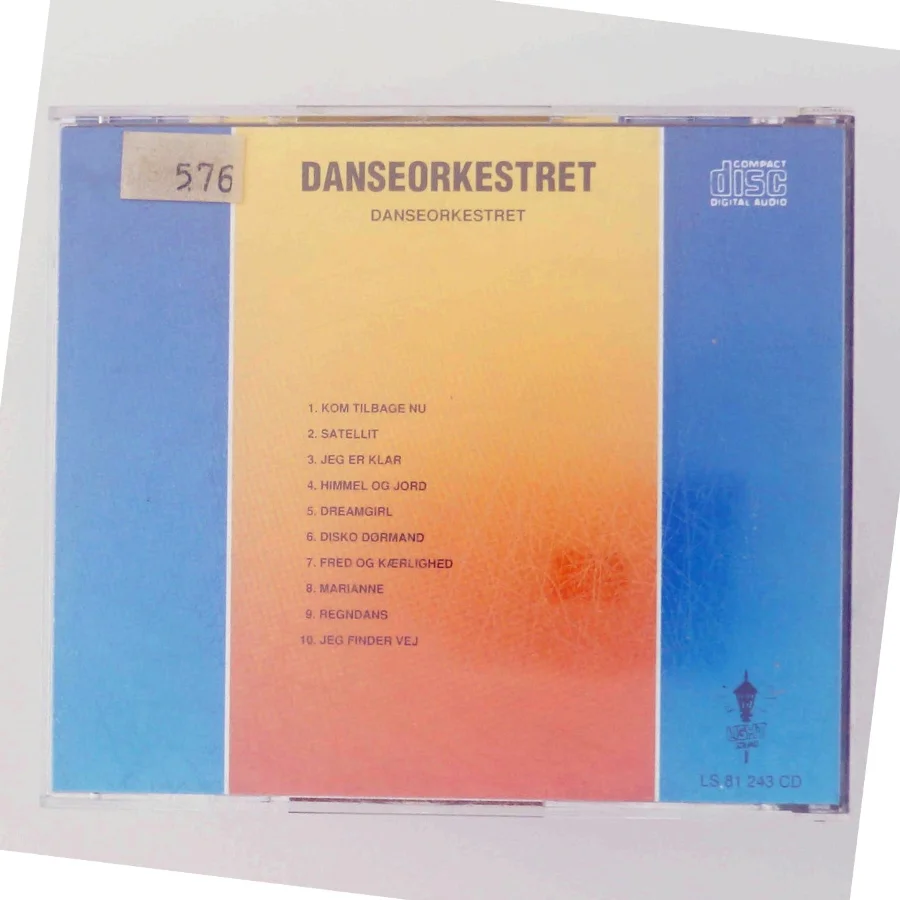 576
DANSEORKESTRET
DANSEORKESTRET
COMPACT
disc
DIGITAL AUDIO
1. KOM TILBAGE NU
2. SATELLIT
3. JEG ER KLAR
4. HIMMEL OG JORD
5. DREAMGIRL
6. DISKO DØRMAND
7. FRED OG KÆRLIGHED
8. MARIANNE
9. REGNDANS
10. JEG FINDER VEJ
LS 81 243 CD